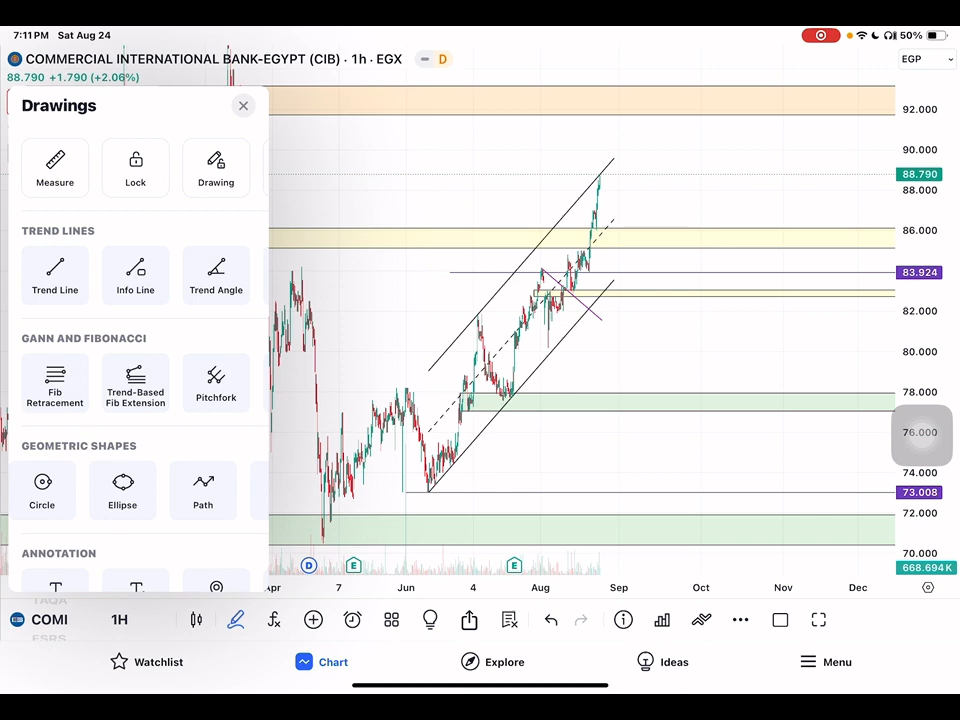 7:11 PM Sat Aug 24
50%
COMMERCIAL INTERNATIONAL BANK-EGYPT (CIB) · 1h · EGX
D
EGP
88.790 +1.790 (+2.06%)
Drawings
Measure
Lock
Drawing
TREND LINES
Trend Line
Info Line
Trend Angle
GANN AND FIBONACCI
Fib Retracement
Trend-Based Fib Extension
Pitchfork
GEOMETRIC SHAPES
Circle
Ellipse
Path
ANNOTATION
92.000
90.000
88.790
88.000
86.000
83.924
82.000
80.000
78.000
76.000
74.000
73.008
72.000
70.000
668.694K
D
E
E
Apr
7
Jun
4
Aug
Sep
Oct
Nov
Dec
TAQA
COMI
ESRS
1H
Watchlist
Chart
Explore
Ideas
Menu